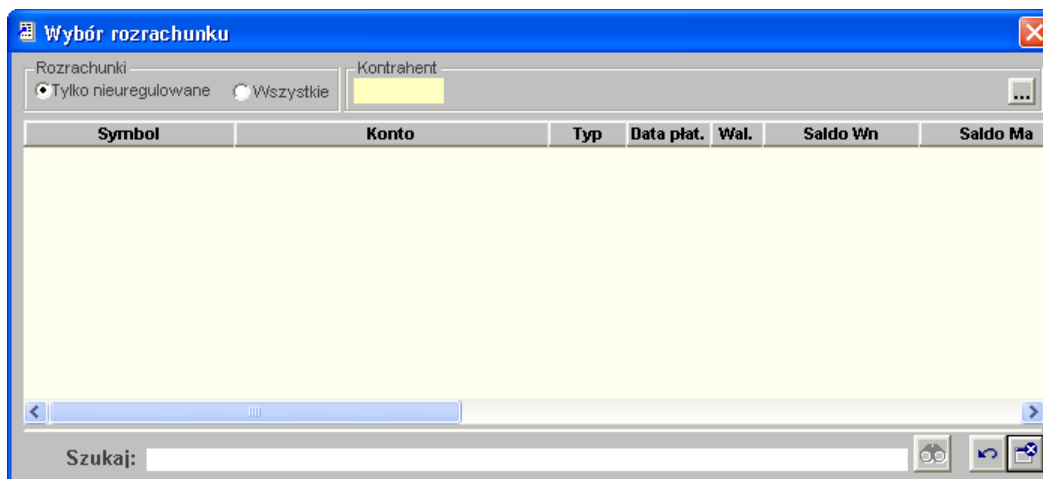 Wybór rozrachunku
Rozrachunki
Kontrahent
Tylko nieuregulowane Wszystkie
...
Symbol Konto Typ Data płat. Wal. Saldo Wn Saldo Ma
Szukaj: